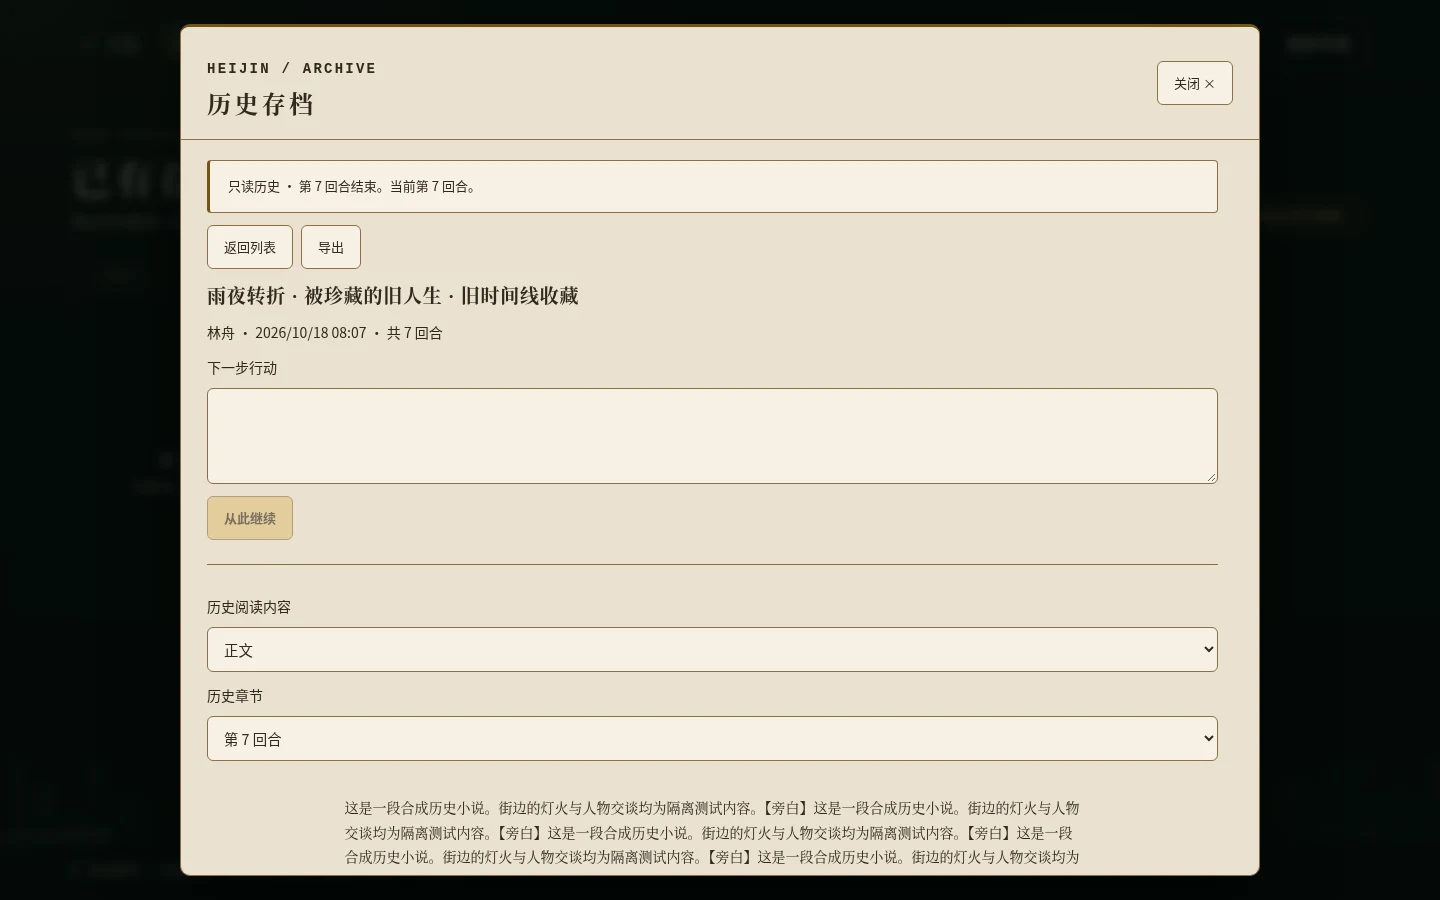 HEIJIN / ARCHIVE
历史存档
关闭 ×
只读历史 · 第 7 回合结束。当前第 7 回合。
返回列表
导出
雨夜转折 · 被珍藏的旧人生 · 旧时间线收藏
林舟 · 2026/10/18 08:07 · 共 7 回合
下一步行动
从此继续
历史阅读内容
正文
历史章节
第 7 回合
这是一段合成历史小说。街边的灯火与人物交谈均为隔离测试内容。【旁白】这是一段合成历史小说。街边的灯火与人物
交谈均为隔离测试内容。【旁白】这是一段合成历史小说。街边的灯火与人物交谈均为隔离测试内容。【旁白】这是一段
合成历史小说。街边的灯火与人物交谈均为隔离测试内容。【旁白】这是一段合成历史小说。街边的灯火与人物交谈均为